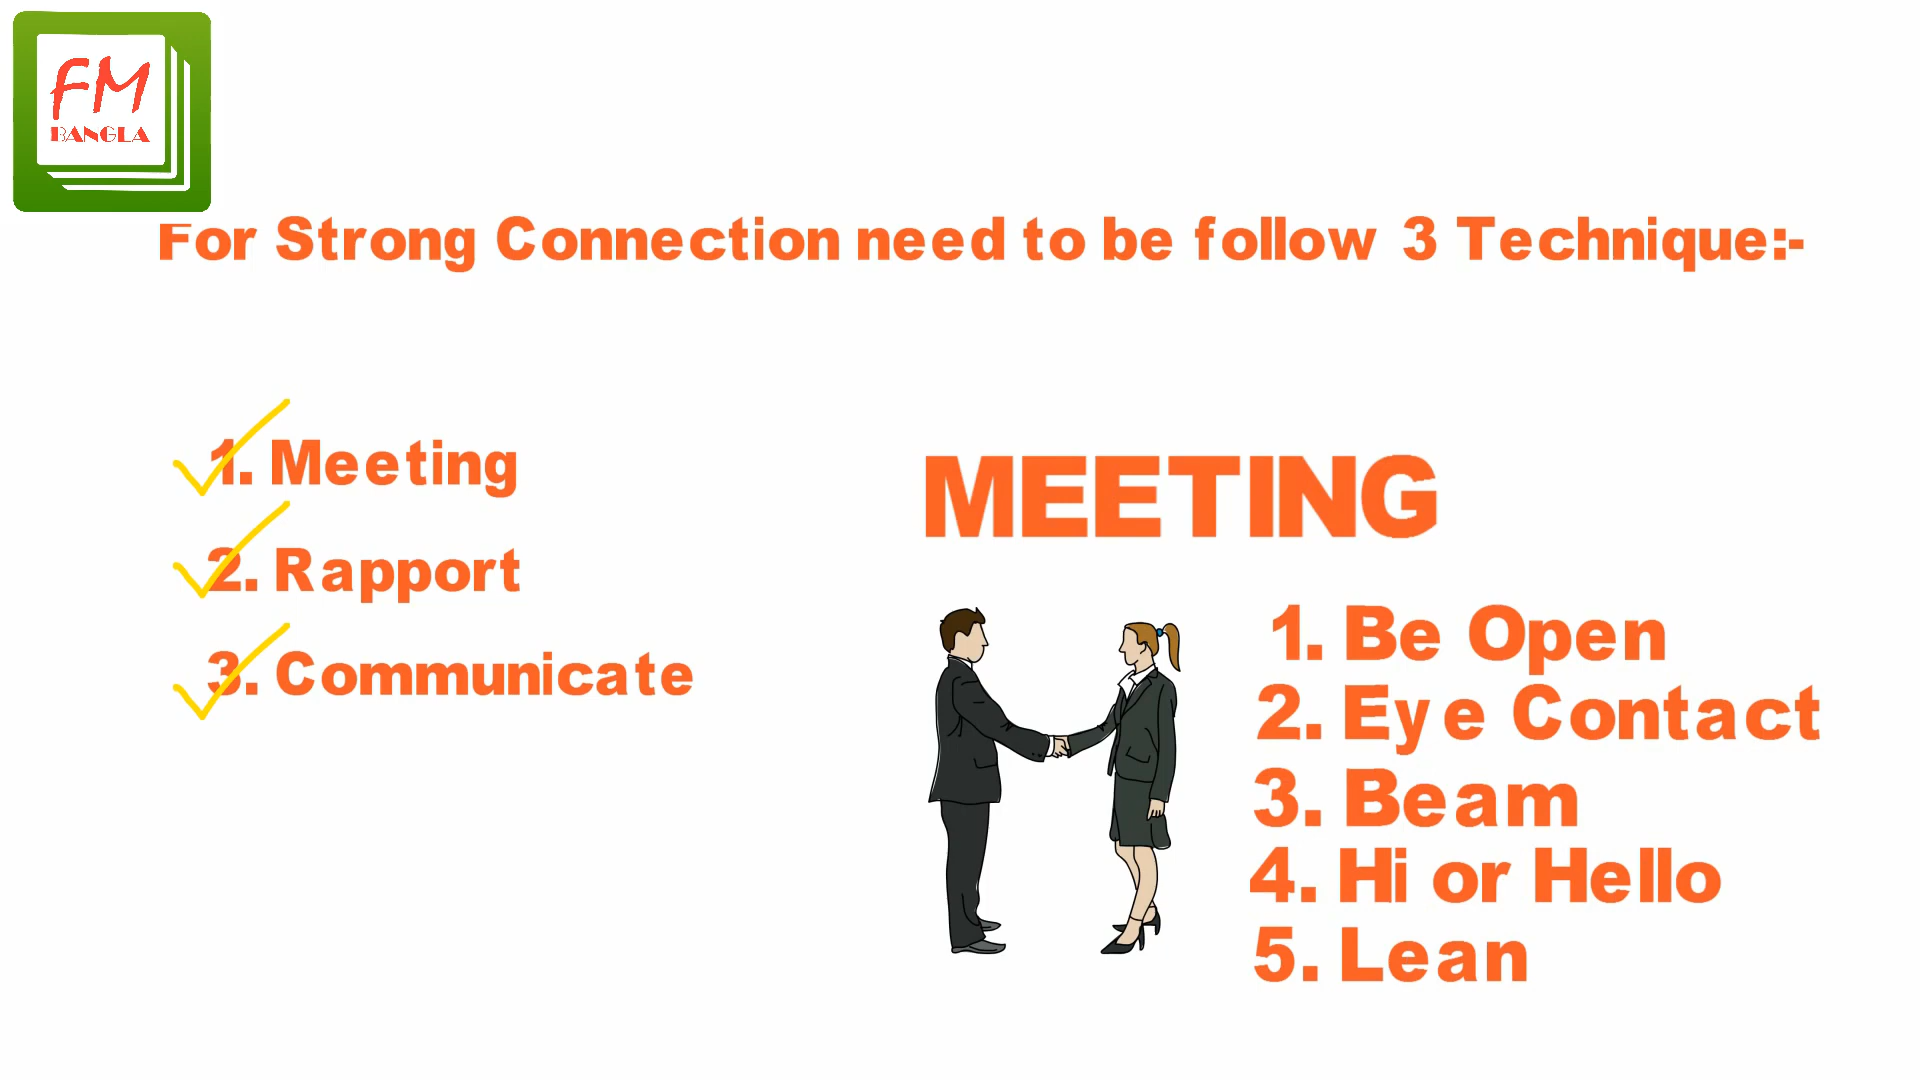 FM
BANGLA
For Strong Connection need to be follow 3 Technique:-
1. Meeting
2. Rapport
3. Communicate
MEETING
1. Be Open
2. Eye Contact
3. Beam
4. Hi or Hello
5. Lean